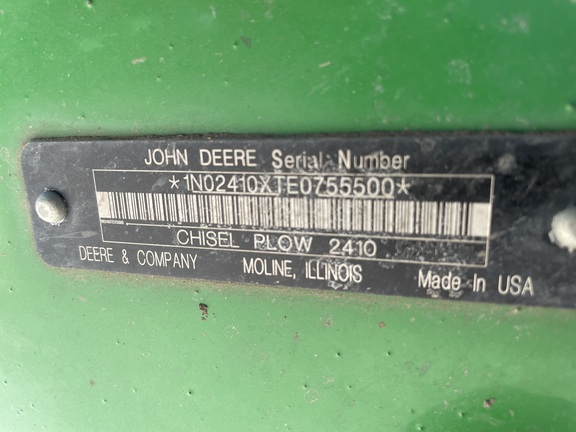 JOHN DEERE Serial Number
*1N02410XTE0755500*
CHISEL PLOW 2410
DEERE & COMPANY MOLINE, ILLINOIS Made In USA